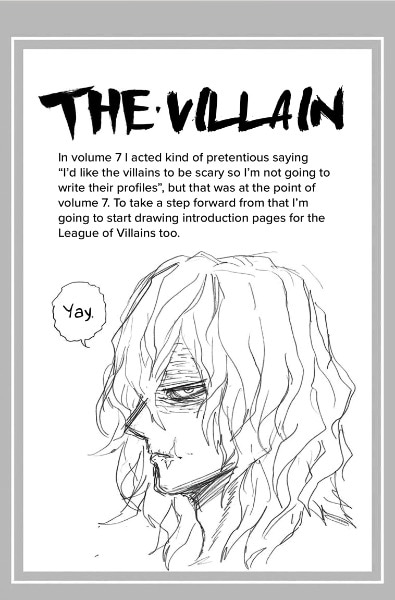 THE·VILLAIN
In volume 7 I acted kind of pretentious saying
“I’d like the villains to be scary so I’m not going to
write their profiles”, but that was at the point of
volume 7. To take a step forward from that I’m
going to start drawing introduction pages for the
League of Villains too.
Yay.